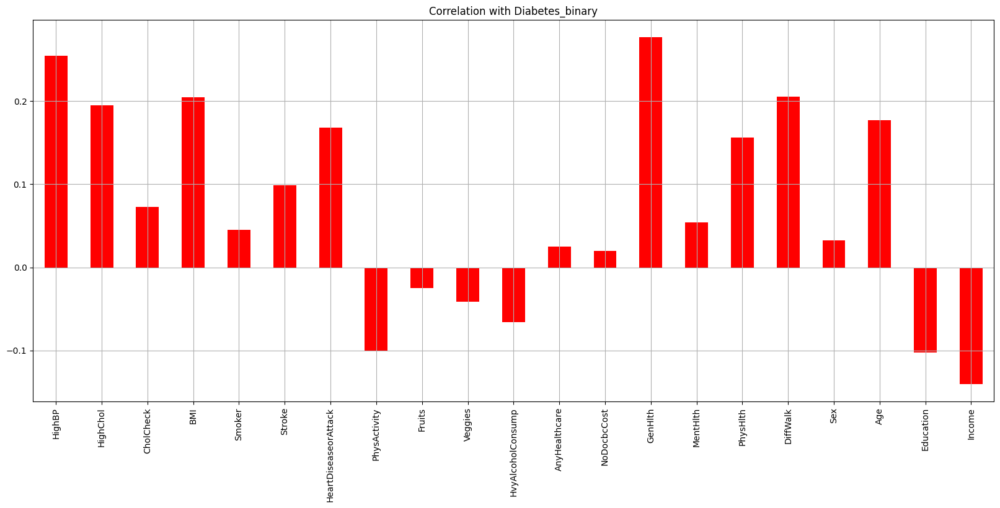 Correlation with Diabetes_binary
0.2
0.1
0.0
−0.1
HighBP
HighChol
CholCheck
BMI
Smoker
Stroke
HeartDiseaseorAttack
PhysActivity
Fruits
Veggies
HvyAlcoholConsump
AnyHealthcare
NoDocbcCost
GenHlth
MentHlth
PhysHlth
DiffWalk
Sex
Age
Education
Income